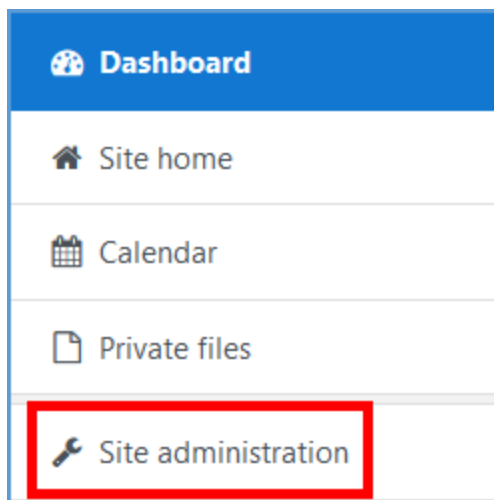 Dashboard
Site home
Calendar
Private files
Site administration